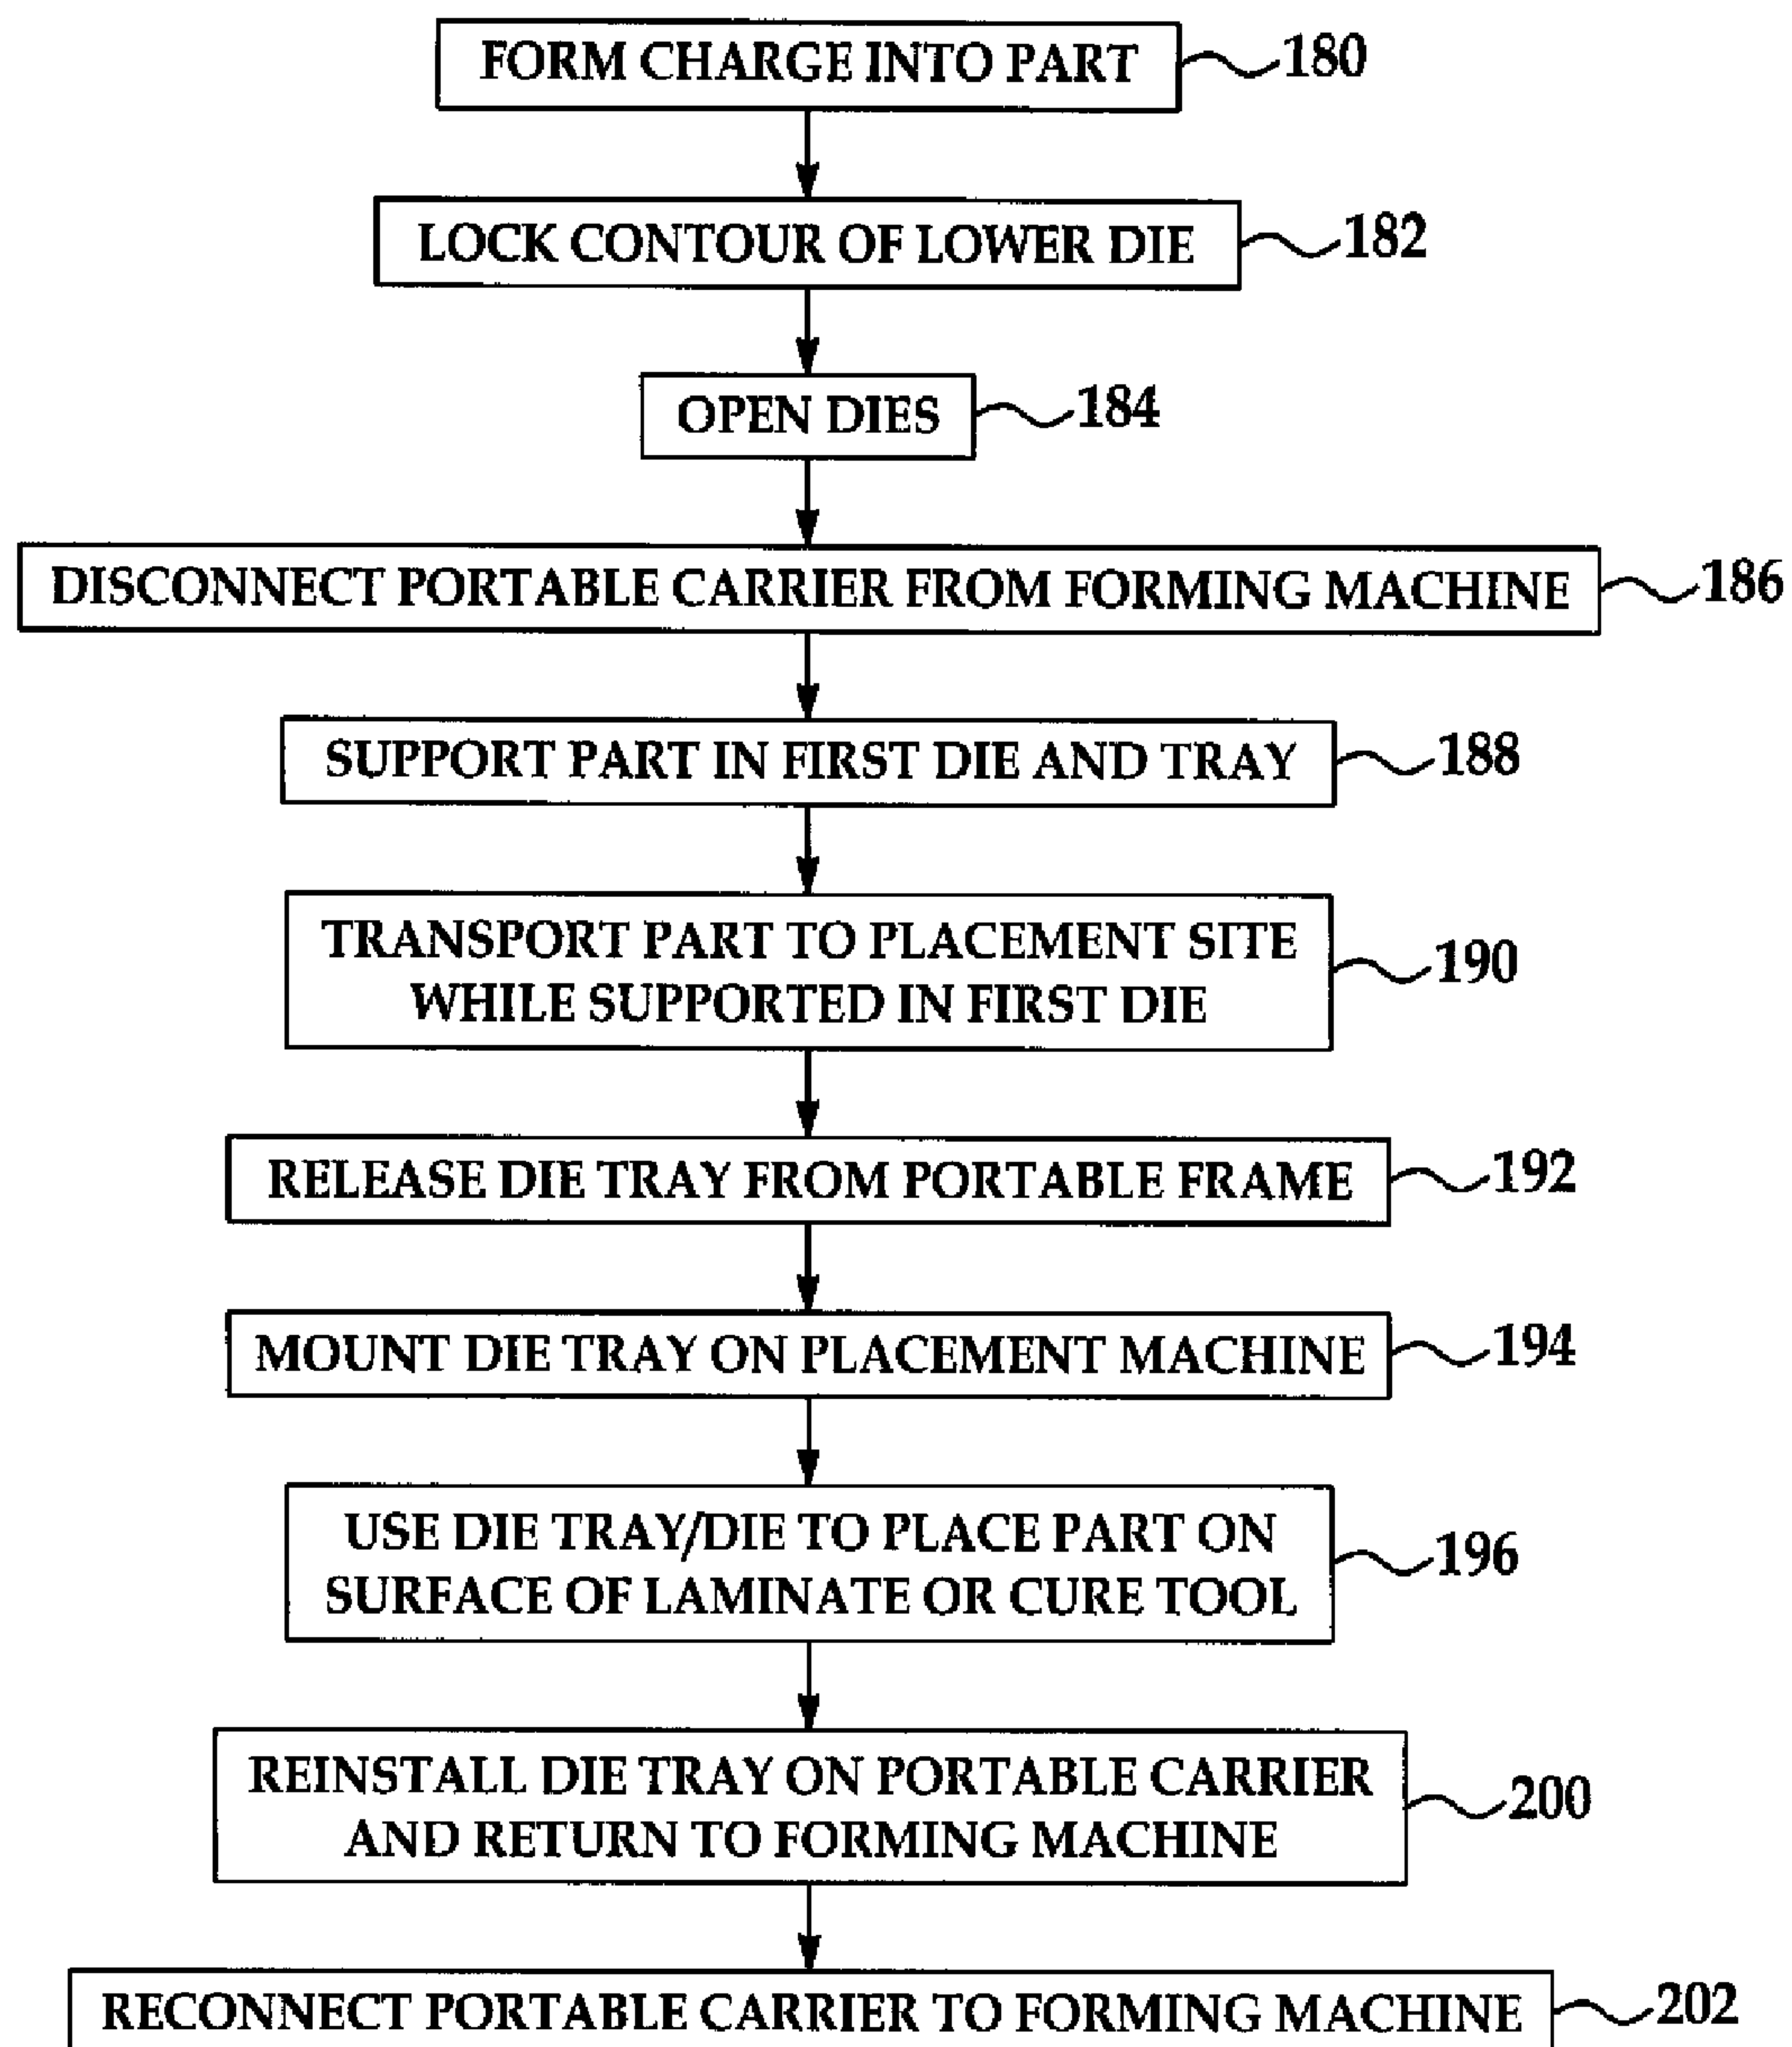 FORM CHARGE INTO PART
180
LOCK CONTOUR OF LOWER DIE
182
OPEN DIES
184
DISCONNECT PORTABLE CARRIER FROM FORMING MACHINE
186
SUPPORT PART IN FIRST DIE AND TRAY
188
TRANSPORT PART TO PLACEMENT SITE
WHILE SUPPORTED IN FIRST DIE
190
RELEASE DIE TRAY FROM PORTABLE FRAME
192
MOUNT DIE TRAY ON PLACEMENT MACHINE
194
USE DIE TRAY/DIE TO PLACE PART ON
SURFACE OF LAMINATE OR CURE TOOL
196
REINSTALL DIE TRAY ON PORTABLE CARRIER
AND RETURN TO FORMING MACHINE
200
RECONNECT PORTABLE CARRIER TO FORMING MACHINE
202